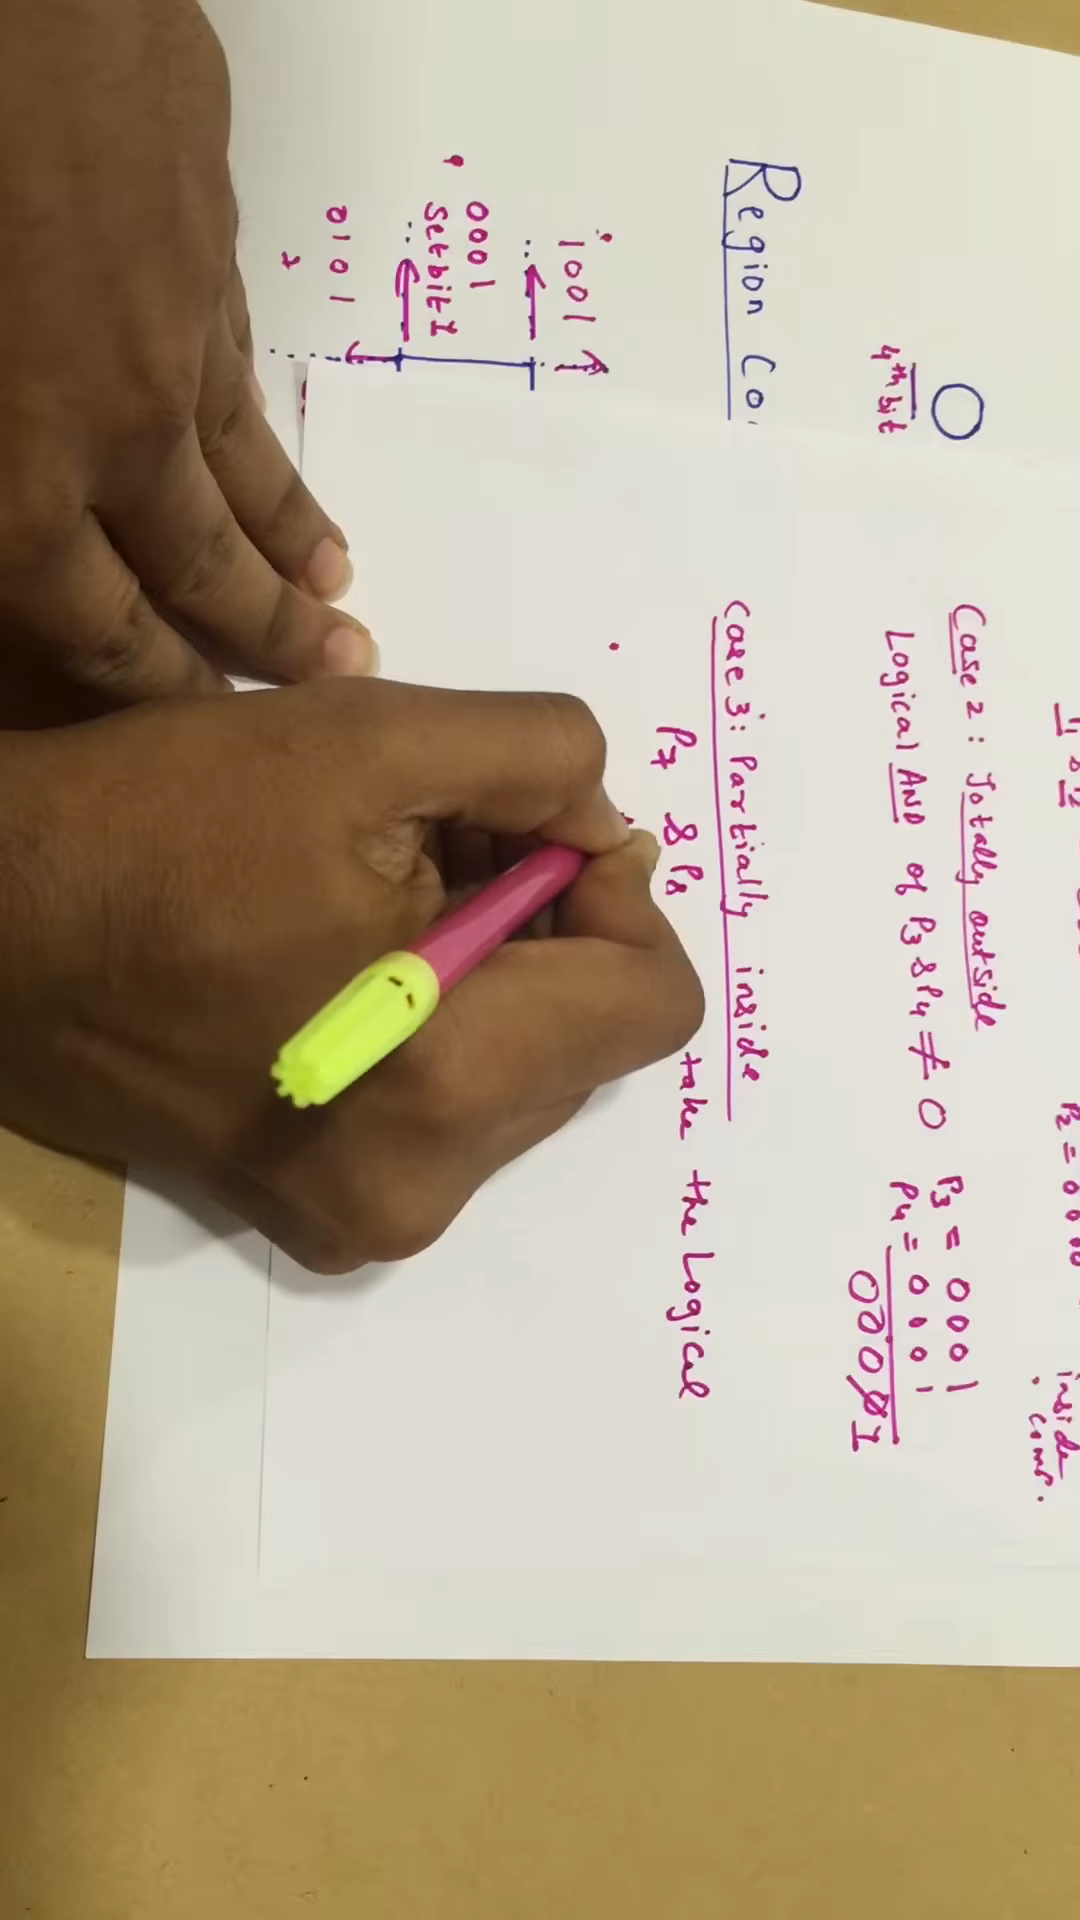 4th bit
Region Co
1001
0001
Set bit 1
0101
P2 = 00
inside
comp.
Case 2: Totally outside
Logical AND of P3 & P4 ≠ 0
P3 = 0001
P4 = 0001
0001
Case 3: Partially inside
P7 & P8 take the Logical